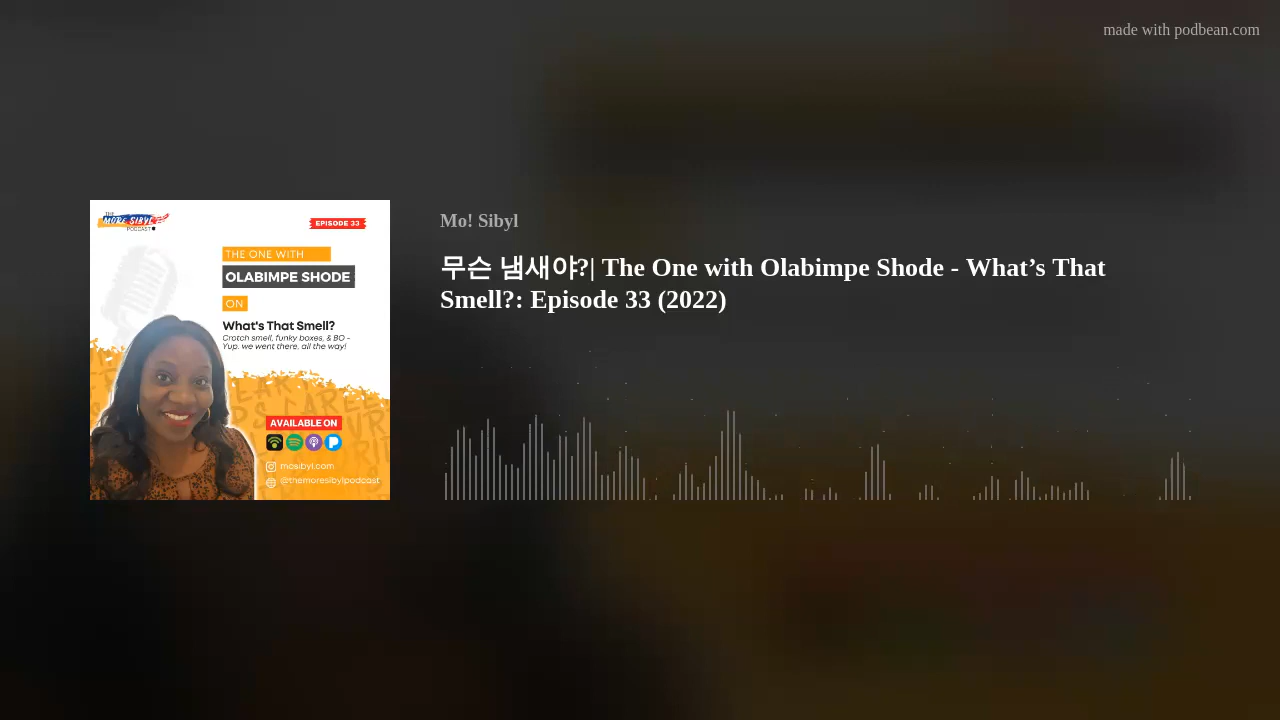 made with podbean.com
THE
MORE SIBYL
PODCAST
EPISODE 33
THE ONE WITH
OLABIMPE SHODE
ON
What's That Smell?
Crotch smell, funky boxes, & BO -
Yup. we went there, all the way!
AVAILABLE ON
mosibyl.com
@themoresibylpodcast
Mo! Sibyl
무슨 냄새야?| The One with Olabimpe Shode - What’s That
Smell?: Episode 33 (2022)